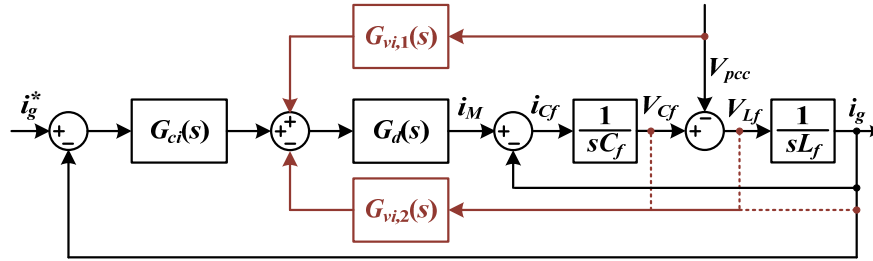 G_{vi,1}(s)
V_{pcc}
i_g^*
G_{ci}(s)
G_d(s)
i_M
i_{Cf}
1
sC_f
V_{Cf}
V_{Lf}
1
sL_f
i_g
G_{vi,2}(s)